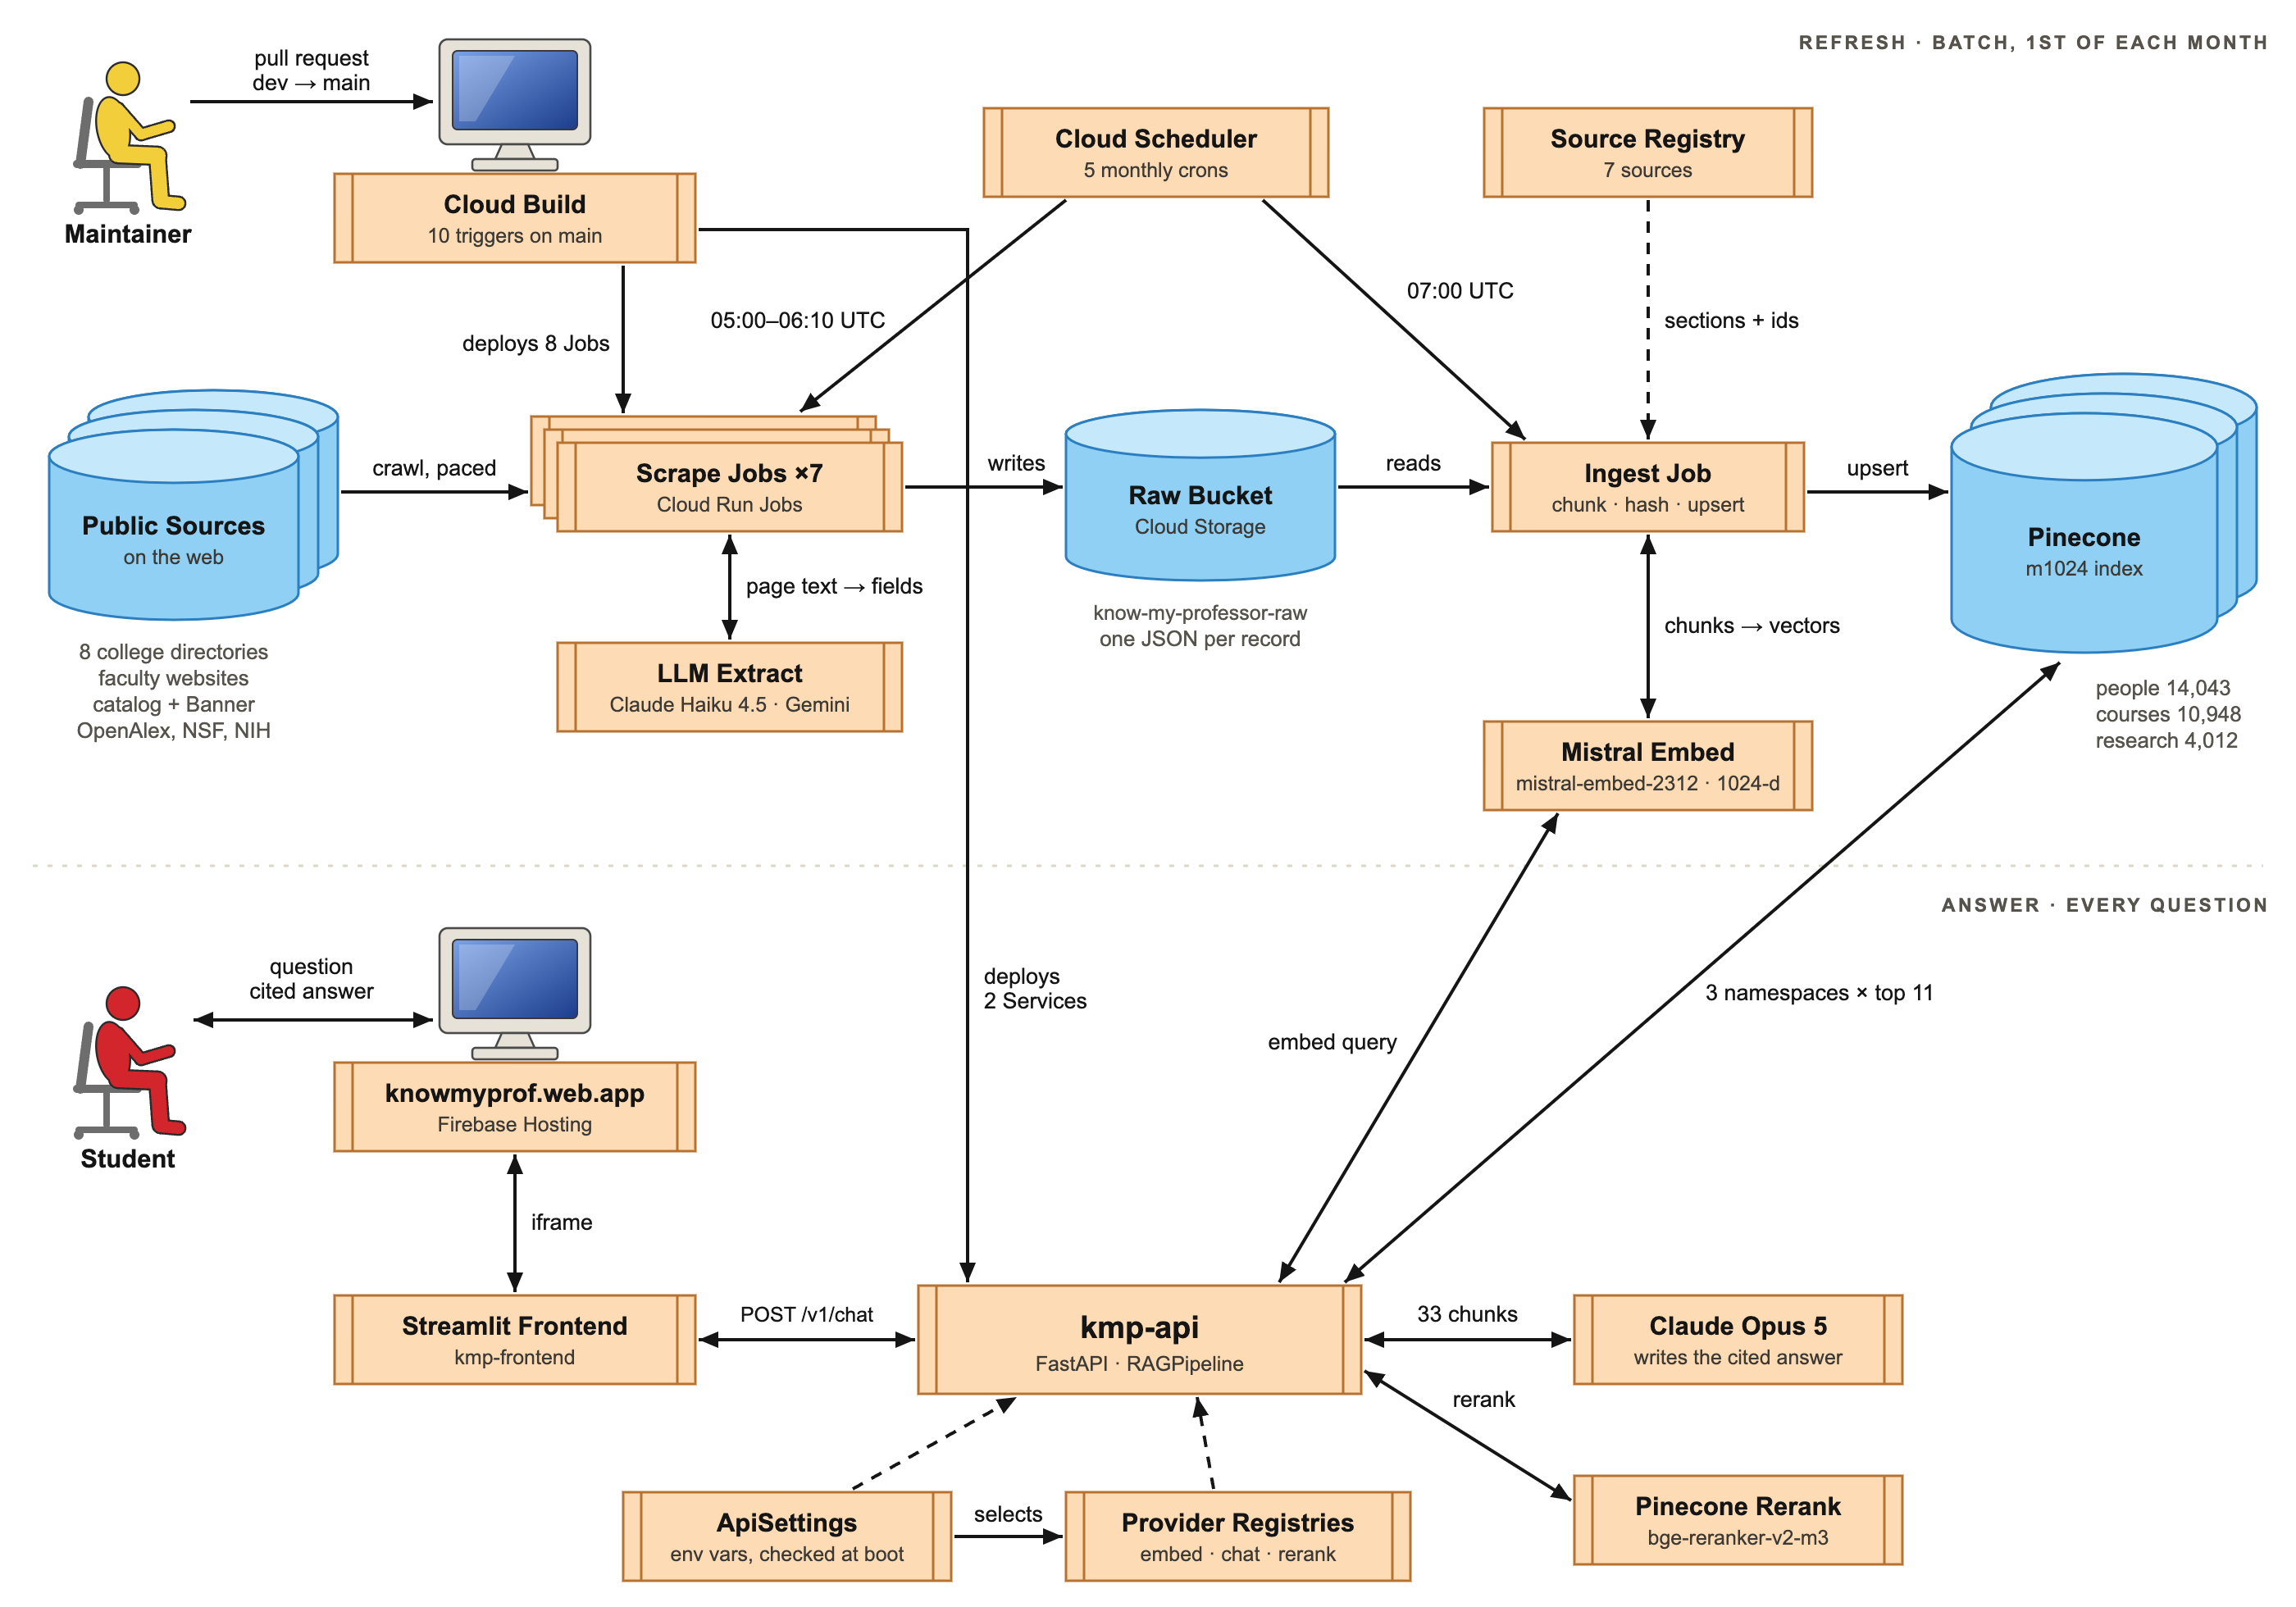 REFRESH · BATCH, 1ST OF EACH MONTH
pull request
dev → main
Maintainer
Cloud Build
10 triggers on main
Cloud Scheduler
5 monthly crons
Source Registry
7 sources
deploys 8 Jobs
05:00–06:10 UTC
07:00 UTC
sections + ids
Public Sources
on the web
8 college directories
faculty websites
catalog + Banner
OpenAlex, NSF, NIH
crawl, paced
Scrape Jobs ×7
Cloud Run Jobs
page text → fields
LLM Extract
Claude Haiku 4.5 · Gemini
writes
Raw Bucket
Cloud Storage
know-my-professor-raw
one JSON per record
reads
Ingest Job
chunk · hash · upsert
upsert
Pinecone
m1024 index
people 14,043
courses 10,948
research 4,012
chunks → vectors
Mistral Embed
mistral-embed-2312 · 1024-d
ANSWER · EVERY QUESTION
question
cited answer
Student
knowmyprof.web.app
Firebase Hosting
iframe
Streamlit Frontend
kmp-frontend
POST /v1/chat
deploys
2 Services
embed query
3 namespaces × top 11
kmp-api
FastAPI · RAGPipeline
33 chunks
Claude Opus 5
writes the cited answer
rerank
Pinecone Rerank
bge-reranker-v2-m3
ApiSettings
env vars, checked at boot
selects
Provider Registries
embed · chat · rerank